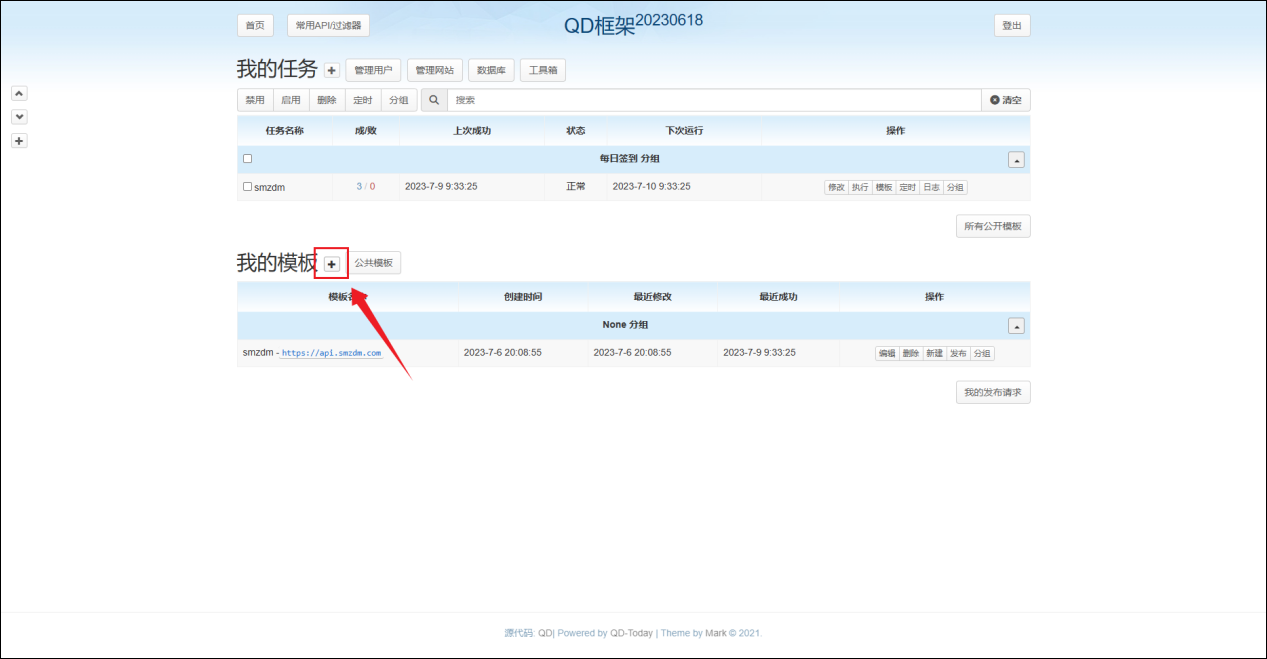 首页 常用API/过滤器 QD框架20230618 登出
我的任务 管理用户 管理网站 数据库 工具箱
禁用 启用 删除 定时 分组 搜索 清空
任务名称 成/败 上次成功 状态 下次运行 操作
每日签到 分组
smzdm 3 / 0 2023-7-9 9:33:25 正常 2023-7-10 9:33:25 修改 执行 模板 定时 日志 分组
所有公开模板
我的模板 公共模板
模板名称 创建时间 最近修改 最近成功 操作
None 分组
smzdm - https://api.smzdm.com 2023-7-6 20:08:55 2023-7-6 20:08:55 2023-7-9 9:33:25 编辑 删除 新建 发布 分组
我的发布请求
源代码: QD| Powered by QD-Today | Theme by Mark © 2021.